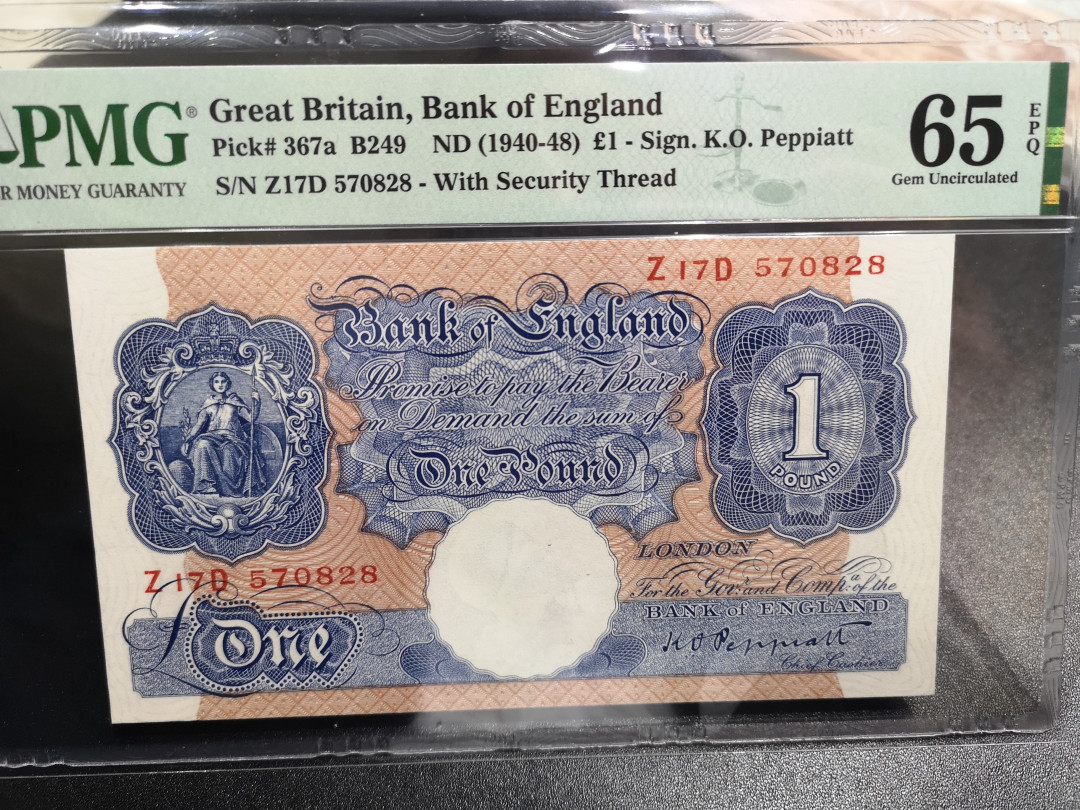 PMG® Great Britain, Bank of England 65 EPQ
Pick# 367a B249 ND (1940-48) £1 - Sign. K.O. Peppiatt
Gem Uncirculated
MONEY GUARANTY S/N Z17D 570828 - With Security Thread
Z 17D 570828
Bank of England
Promise to pay the Bearer
on Demand the sum of
One Pound
1
POUND
LONDON
Z 17D 570828
For the Govr. and Compa. of the
BANK of ENGLAND
£One
K O Peppiatt
Chief Cashier